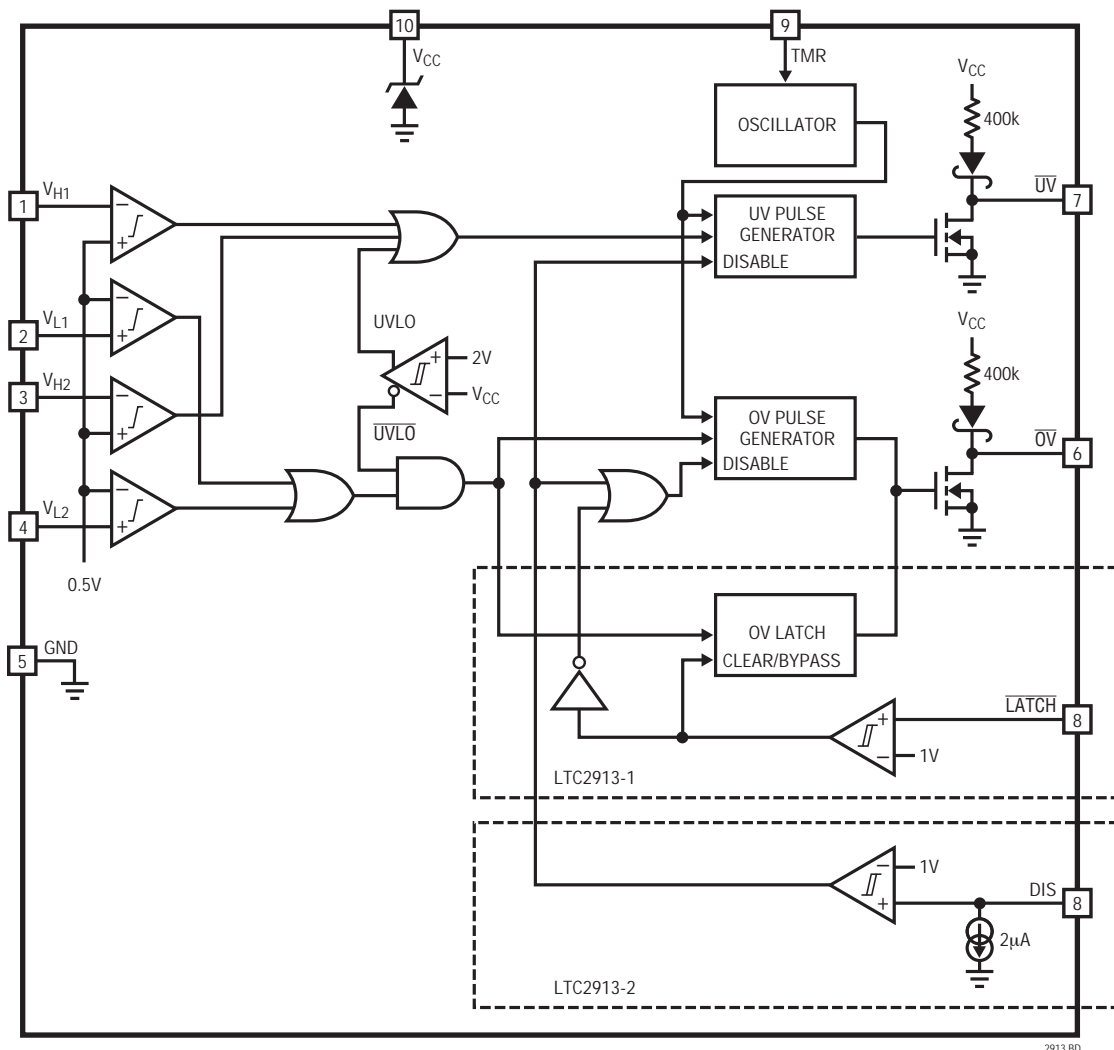 10
9
VCC
TMR
VCC
OSCILLATOR
400k
1
VH1
UV
7
UV PULSE
GENERATOR
DISABLE
2
VL1
UVLO
2V
VCC
VCC
3
VH2
400k
UVLO
OV PULSE
GENERATOR
DISABLE
OV
6
4
VL2
0.5V
5
GND
OV LATCH
CLEAR/BYPASS
LATCH
8
1V
LTC2913-1
1V
DIS
8
2µA
LTC2913-2
2913 BD